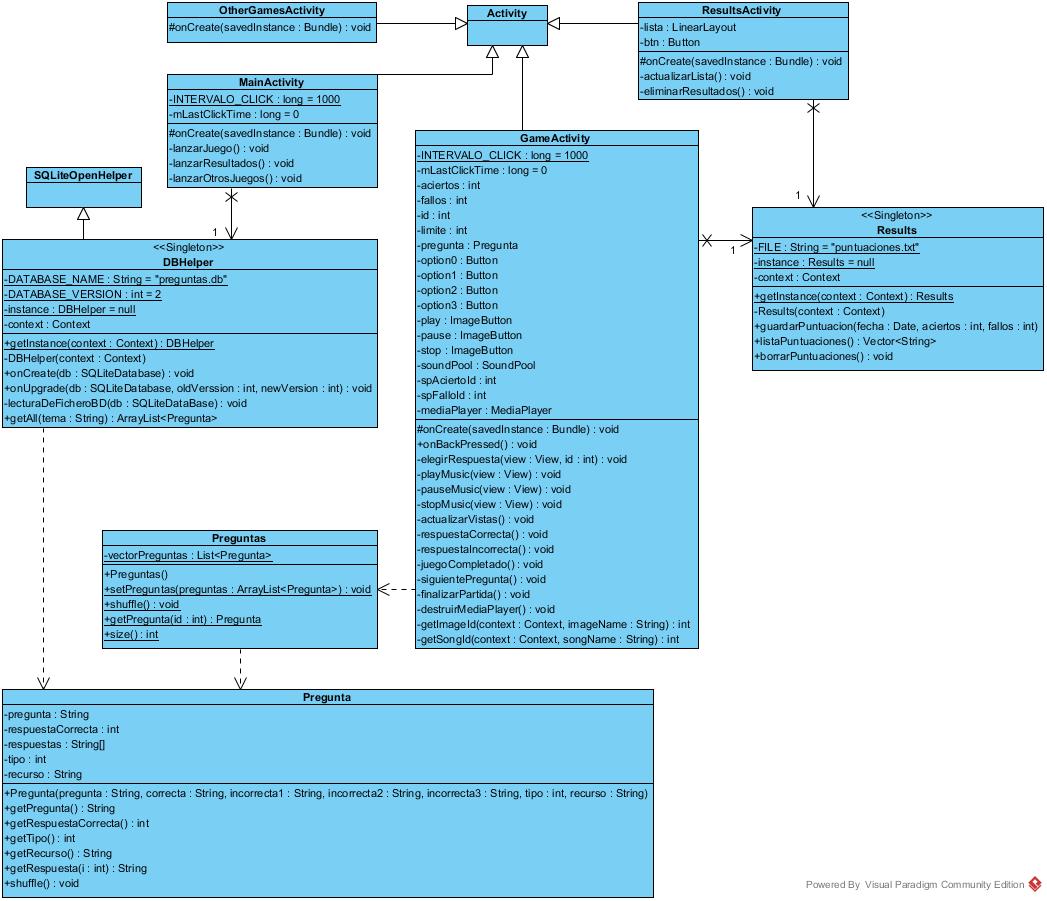 OtherGamesActivity
#onCreate(savedInstance : Bundle) : void
Activity
ResultsActivity
-lista : LinearLayout
-btn : Button
#onCreate(savedInstance : Bundle) : void
-actualizarLista() : void
-eliminarResultados() : void
MainActivity
-INTERVALO_CLICK : long = 1000
-mLastClickTime : long = 0
#onCreate(savedInstance : Bundle) : void
-lanzarJuego() : void
-lanzarResultados() : void
-lanzarOtrosJuegos() : void
SQLiteOpenHelper
1
<<Singleton>>
DBHelper
-DATABASE_NAME : String = "preguntas.db"
-DATABASE_VERSION : int = 2
-instance : DBHelper = null
-context : Context
+getInstance(context : Context) : DBHelper
-DBHelper(context : Context)
+onCreate(db : SQLiteDatabase) : void
+onUpgrade(db : SQLiteDatabase, oldVerssion : int, newVersion : int) : void
-lecturaDeFicheroBD(db : SQLiteDataBase) : void
+getAll(tema : String) : ArrayList<Pregunta>
GameActivity
-INTERVALO_CLICK : long = 1000
-mLastClickTime : long = 0
-aciertos : int
-fallos : int
-id : int
-limite : int
-pregunta : Pregunta
-option0 : Button
-option1 : Button
-option2 : Button
-option3 : Button
-play : ImageButton
-pause : ImageButton
-stop : ImageButton
-soundPool : SoundPool
-spAciertoId : int
-spFalloId : int
-mediaPlayer : MediaPlayer
#onCreate(savedInstance : Bundle) : void
+onBackPressed() : void
-elegirRespuesta(view : View, id : int) : void
-playMusic(view : View) : void
-pauseMusic(view : View) : void
-stopMusic(view : View) : void
-actualizarVistas() : void
-respuestaCorrecta() : void
-respuestaIncorrecta() : void
-juegoCompletado() : void
-siguientePregunta() : void
-finalizarPartida() : void
-destruirMediaPlayer() : void
-getImageId(context : Context, imageName : String) : int
-getSongId(context : Context, songName : String) : int
1
1
<<Singleton>>
Results
-FILE : String = "puntuaciones.txt"
-instance : Results = null
-context : Context
+getInstance(context : Context) : Results
-Results(context : Context)
+guardarPuntuacion(fecha : Date, aciertos : int, fallos : int)
+listaPuntuaciones() : Vector<String>
+borrarPuntuaciones() : void
Preguntas
-vectorPreguntas : List<Pregunta>
+Preguntas()
+setPreguntas(preguntas : ArrayList<Pregunta>) : void
+shuffle() : void
+getPregunta(id : int) : Pregunta
+size() : int
Pregunta
-pregunta : String
-respuestaCorrecta : int
-respuestas : String[]
-tipo : int
-recurso : String
+Pregunta(pregunta : String, correcta : String, incorrecta1 : String, incorrecta2 : String, incorrecta3 : String, tipo : int, recurso : String)
+getPregunta() : String
+getRespuestaCorrecta() : int
+getTipo() : int
+getRecurso() : String
+getRespuesta(i : int) : String
+shuffle() : void
Powered By Visual Paradigm Community Edition